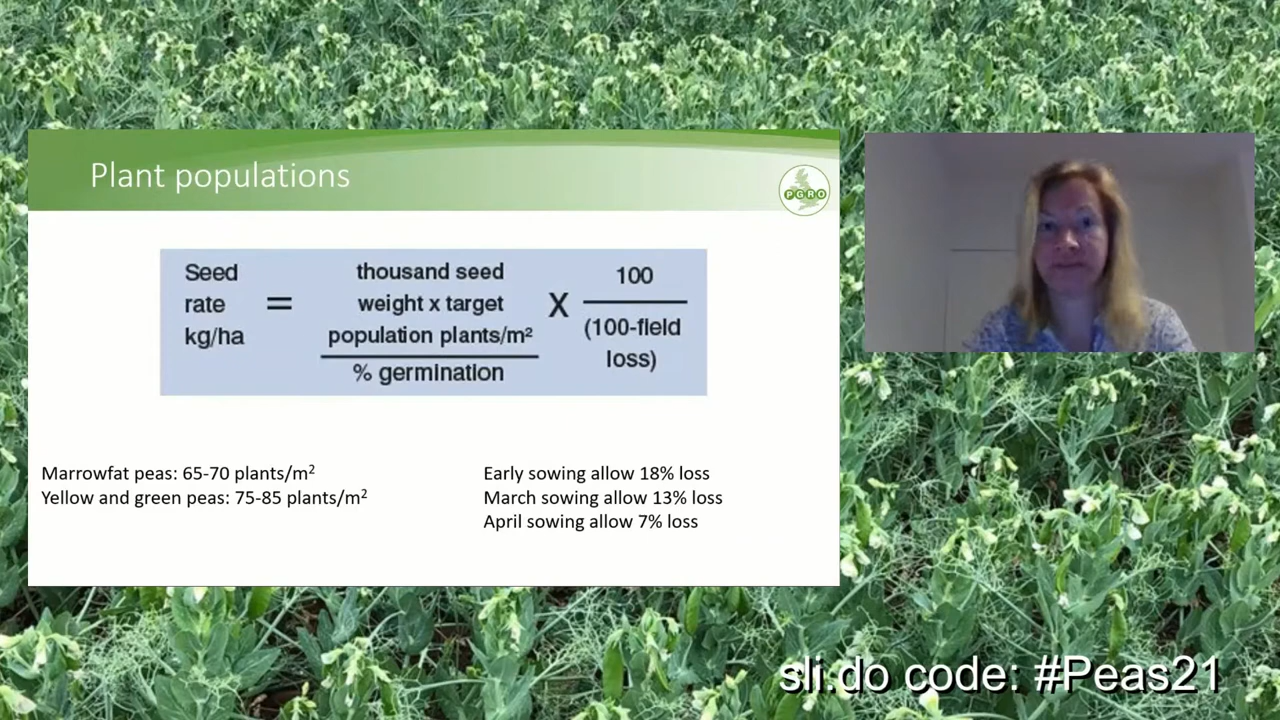 Plant populations
PGRO
Seed rate kg/ha = thousand seed weight x target population plants/m² / % germination X 100 / (100-field loss)
Marrowfat peas: 65-70 plants/m²
Yellow and green peas: 75-85 plants/m²
Early sowing allow 18% loss
March sowing allow 13% loss
April sowing allow 7% loss
sli.do code: #Peas21